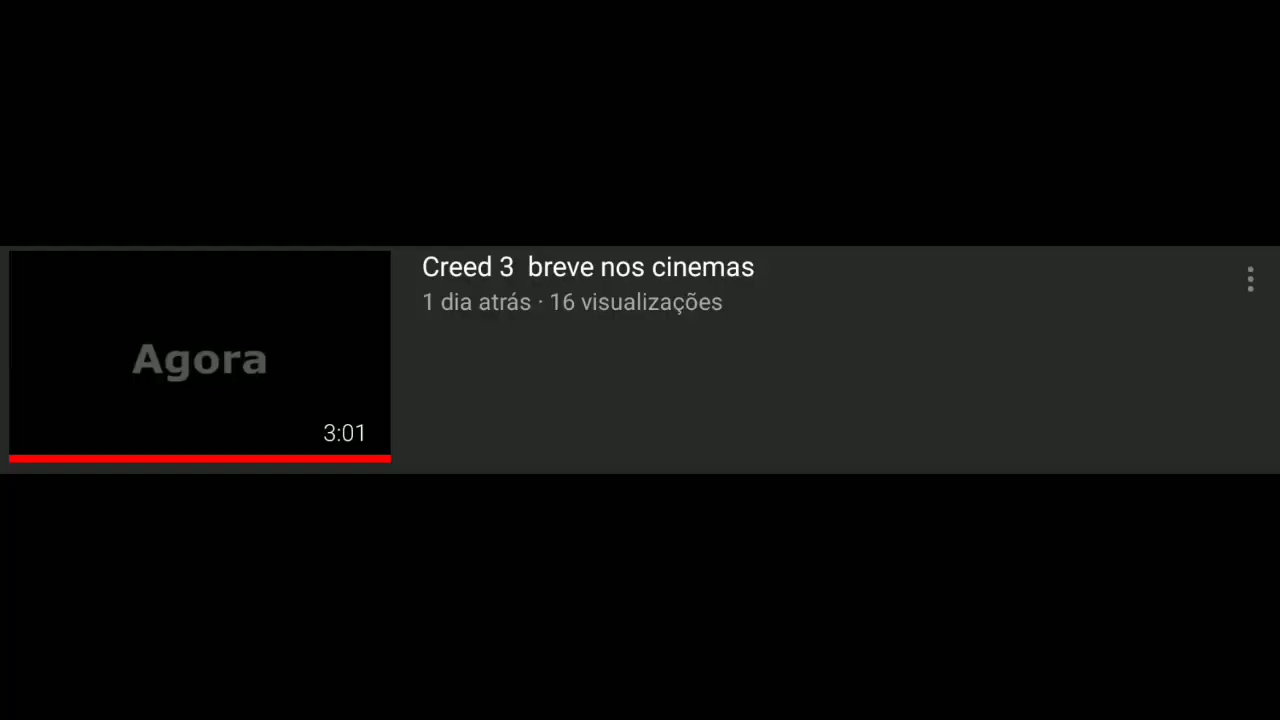 Creed 3  breve nos cinemas
1 dia atrás · 16 visualizações
Agora
3:01